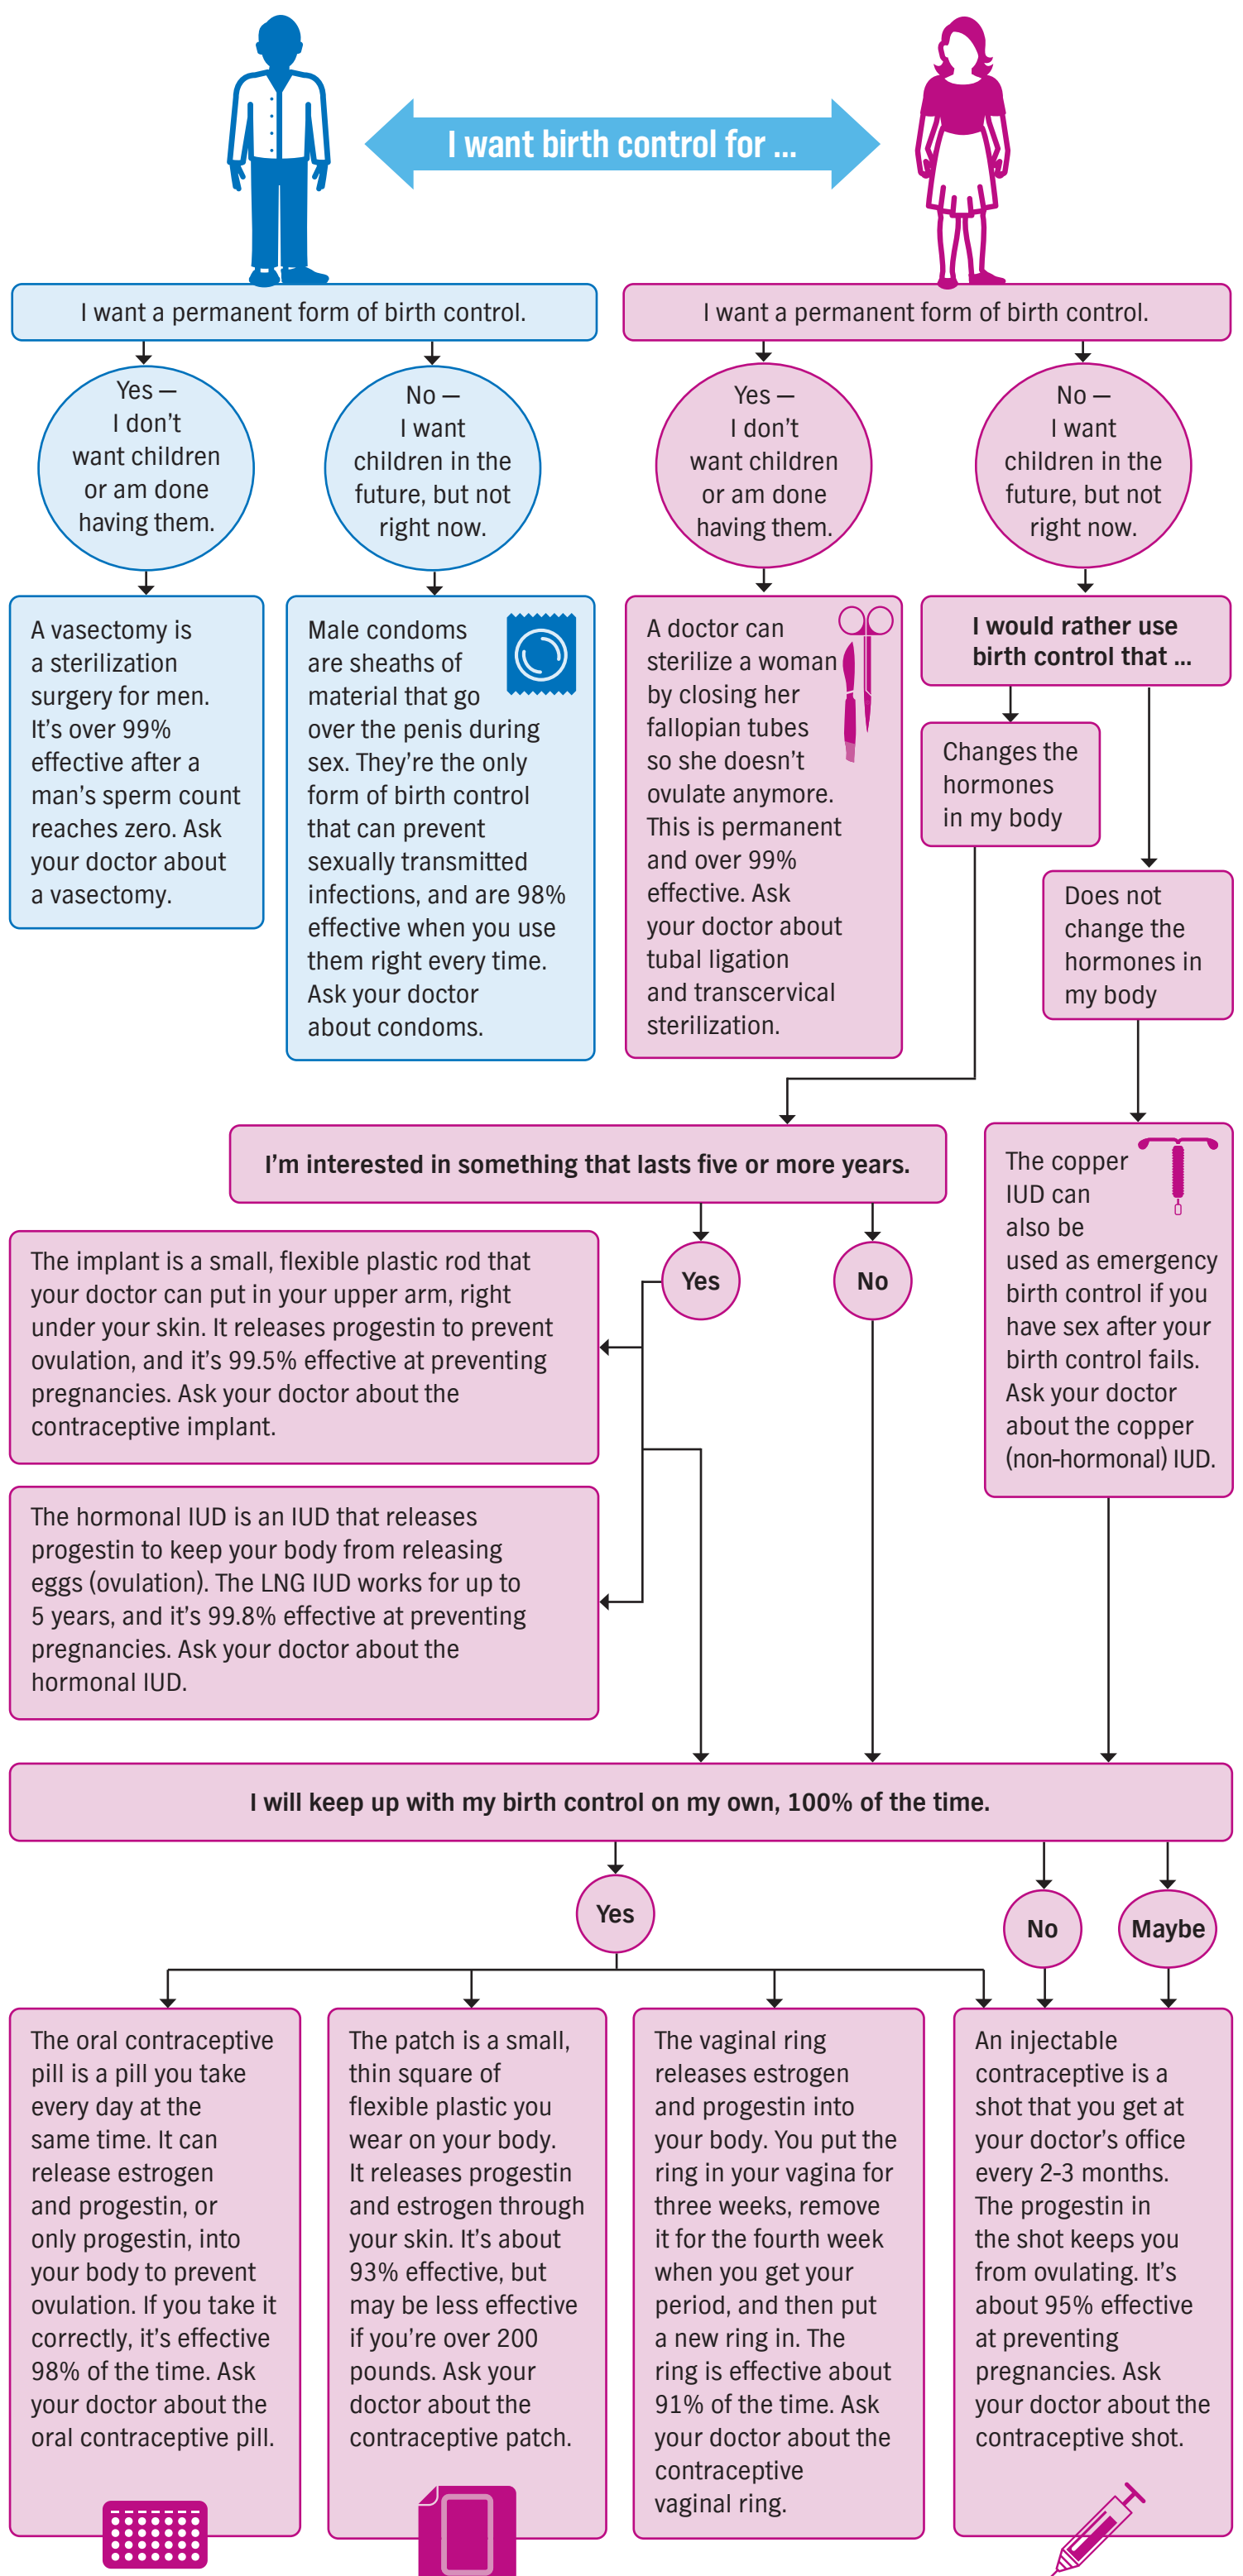 I want birth control for ...
I want a permanent form of birth control.
Yes —
I don't
want children
or am done
having them.
No —
I want
children in the
future, but not
right now.
A vasectomy is
a sterilization
surgery for men.
It's over 99%
effective after a
man's sperm count
reaches zero. Ask
your doctor about
a vasectomy.
Male condoms
are sheaths of
material that go
over the penis during
sex. They're the only
form of birth control
that can prevent
sexually transmitted
infections, and are 98%
effective when you use
them right every time.
Ask your doctor
about condoms.
I want a permanent form of birth control.
Yes —
I don't
want children
or am done
having them.
No —
I want
children in the
future, but not
right now.
A doctor can
sterilize a woman
by closing her
fallopian tubes
so she doesn't
ovulate anymore.
This is permanent
and over 99%
effective. Ask
your doctor about
tubal ligation
and transcervical
sterilization.
I would rather use
birth control that ...
Changes the
hormones
in my body
Does not
change the
hormones in
my body
I'm interested in something that lasts five or more years.
Yes
No
The implant is a small, flexible plastic rod that
your doctor can put in your upper arm, right
under your skin. It releases progestin to prevent
ovulation, and it's 99.5% effective at preventing
pregnancies. Ask your doctor about the
contraceptive implant.
The hormonal IUD is an IUD that releases
progestin to keep your body from releasing
eggs (ovulation). The LNG IUD works for up to
5 years, and it's 99.8% effective at preventing
pregnancies. Ask your doctor about the
hormonal IUD.
The copper
IUD can
also be
used as emergency
birth control if you
have sex after your
birth control fails.
Ask your doctor
about the copper
(non-hormonal) IUD.
I will keep up with my birth control on my own, 100% of the time.
Yes
No
Maybe
The oral contraceptive
pill is a pill you take
every day at the
same time. It can
release estrogen
and progestin, or
only progestin, into
your body to prevent
ovulation. If you take it
correctly, it's effective
98% of the time. Ask
your doctor about the
oral contraceptive pill.
The patch is a small,
thin square of
flexible plastic you
wear on your body.
It releases progestin
and estrogen through
your skin. It's about
93% effective, but
may be less effective
if you're over 200
pounds. Ask your
doctor about the
contraceptive patch.
The vaginal ring
releases estrogen
and progestin into
your body. You put the
ring in your vagina for
three weeks, remove
it for the fourth week
when you get your
period, and then put
a new ring in. The
ring is effective about
91% of the time. Ask
your doctor about the
contraceptive
vaginal ring.
An injectable
contraceptive is a
shot that you get at
your doctor's office
every 2-3 months.
The progestin in
the shot keeps you
from ovulating. It's
about 95% effective
at preventing
pregnancies. Ask
your doctor about the
contraceptive shot.